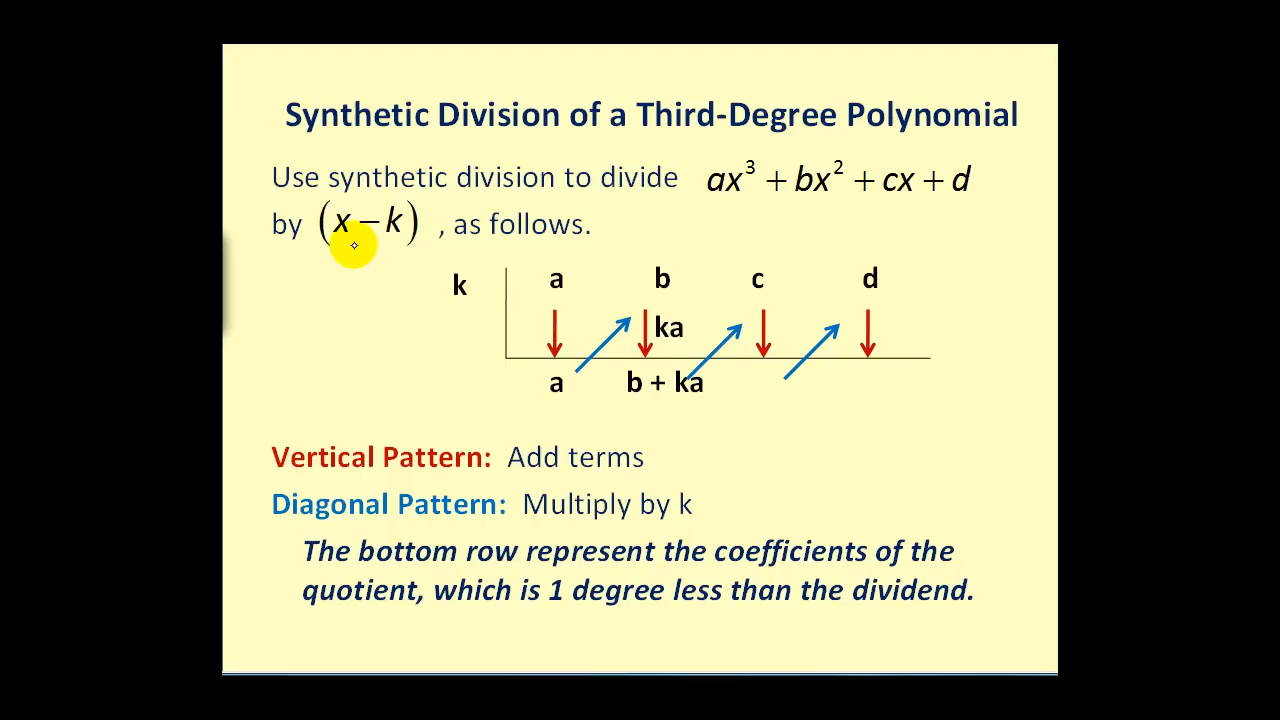 Synthetic Division of a Third-Degree Polynomial
Use synthetic division to divide ax³ + bx² + cx + d
by (x − k) , as follows.
k a b c d
ka
a b + ka
Vertical Pattern: Add terms
Diagonal Pattern: Multiply by k
The bottom row represent the coefficients of the
quotient, which is 1 degree less than the dividend.